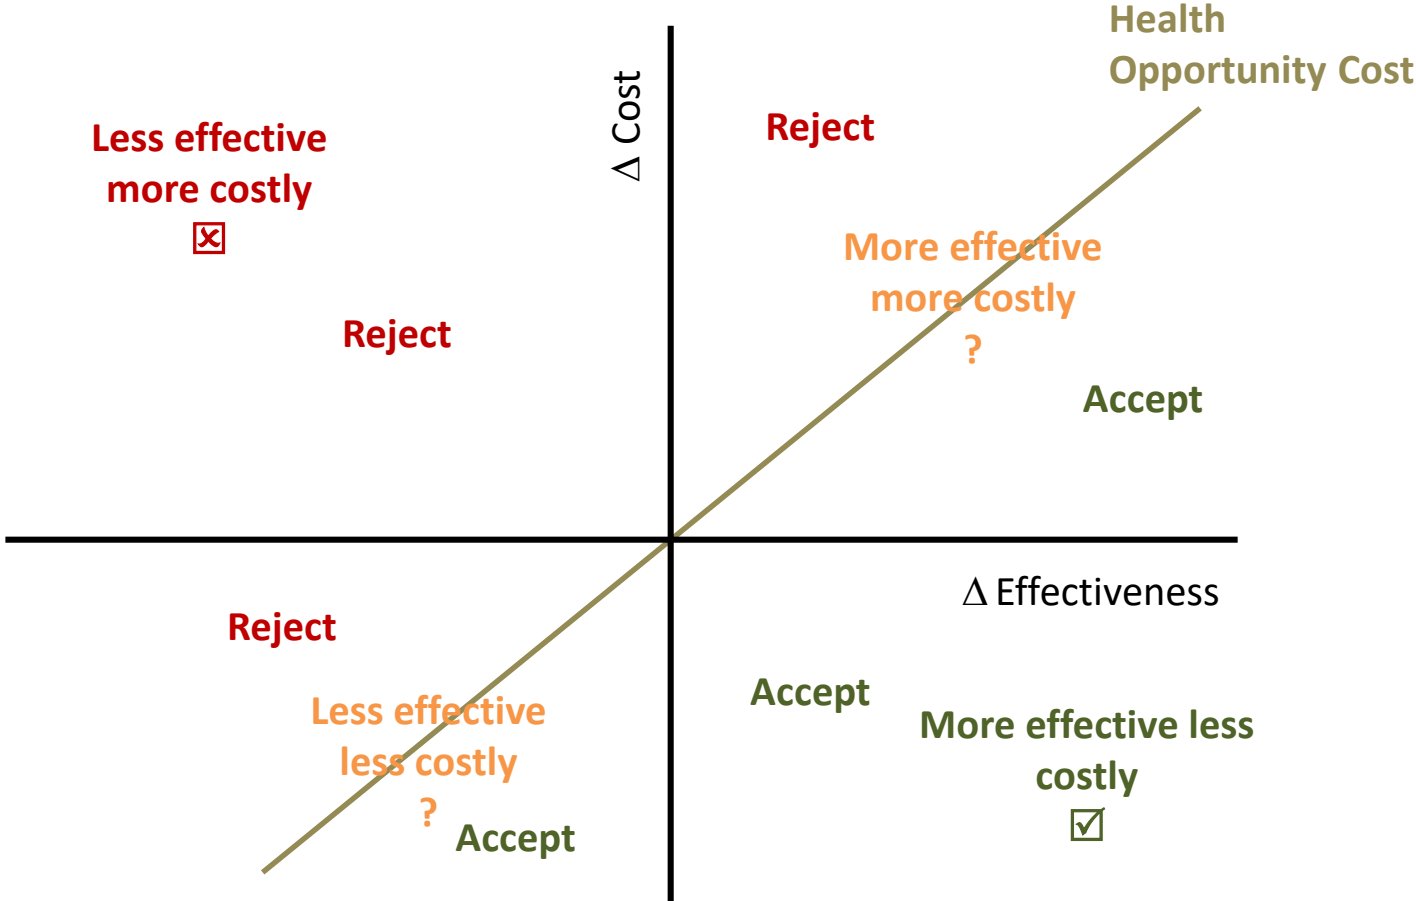 Health
Opportunity Cost
Δ Cost
Reject
Less effective
more costly
☒
More effective
more costly
?
Reject
Accept
Δ Effectiveness
Reject
Less effective
less costly
?
Accept
Accept
More effective less
costly
☑